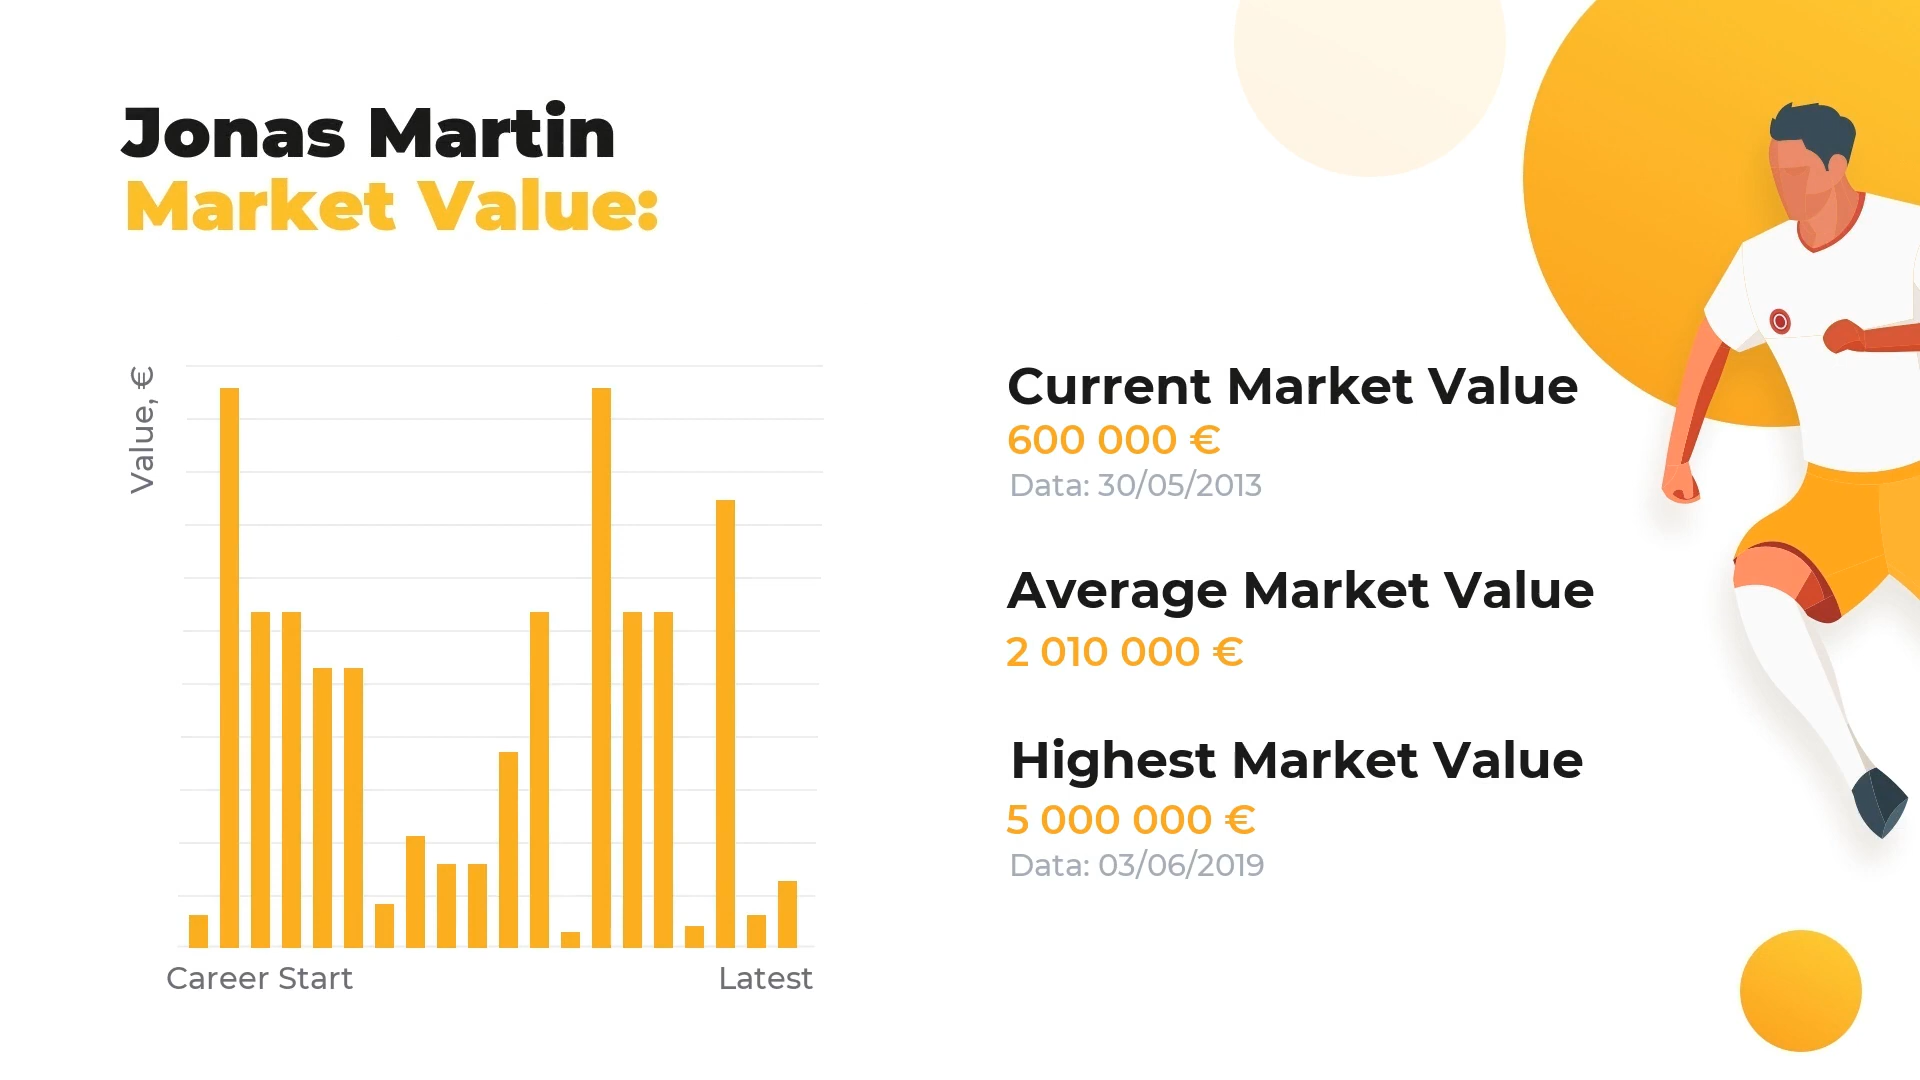 Jonas Martin
Market Value:
Value, €
Career Start
Latest
Current Market Value
600 000 €
Data: 30/05/2013
Average Market Value
2 010 000 €
Highest Market Value
5 000 000 €
Data: 03/06/2019